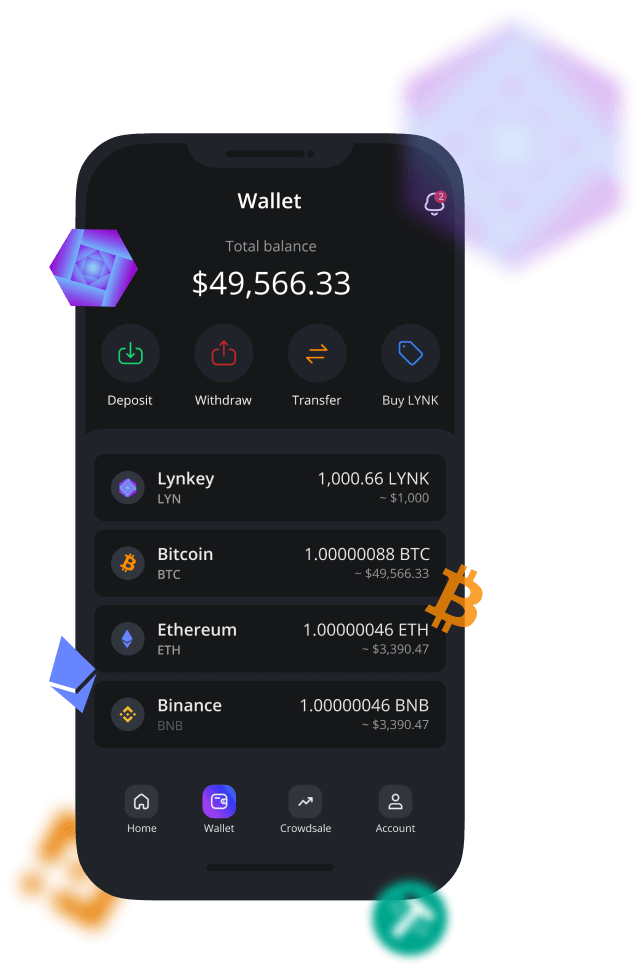 Wallet
2
Total balance
$49,566.33
Deposit
Withdraw
Transfer
Buy LYNK
Lynkey
1,000.66 LYNK
LYN
~ $1,000
Bitcoin
1.00000088 BTC
BTC
~ $49,566.33
Ethereum
1.00000046 ETH
ETH
~ $3,390.47
Binance
1.00000046 BNB
BNB
~ $3,390.47
Home
Wallet
Crowdsale
Account